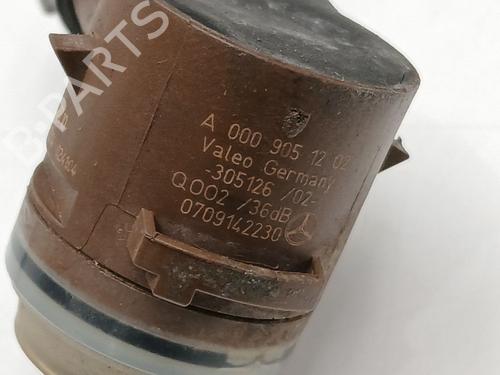 B-PARTS
A 000 905 12 02
Valeo Germany
-305126 /02-
Q002 /36dB
0709142230